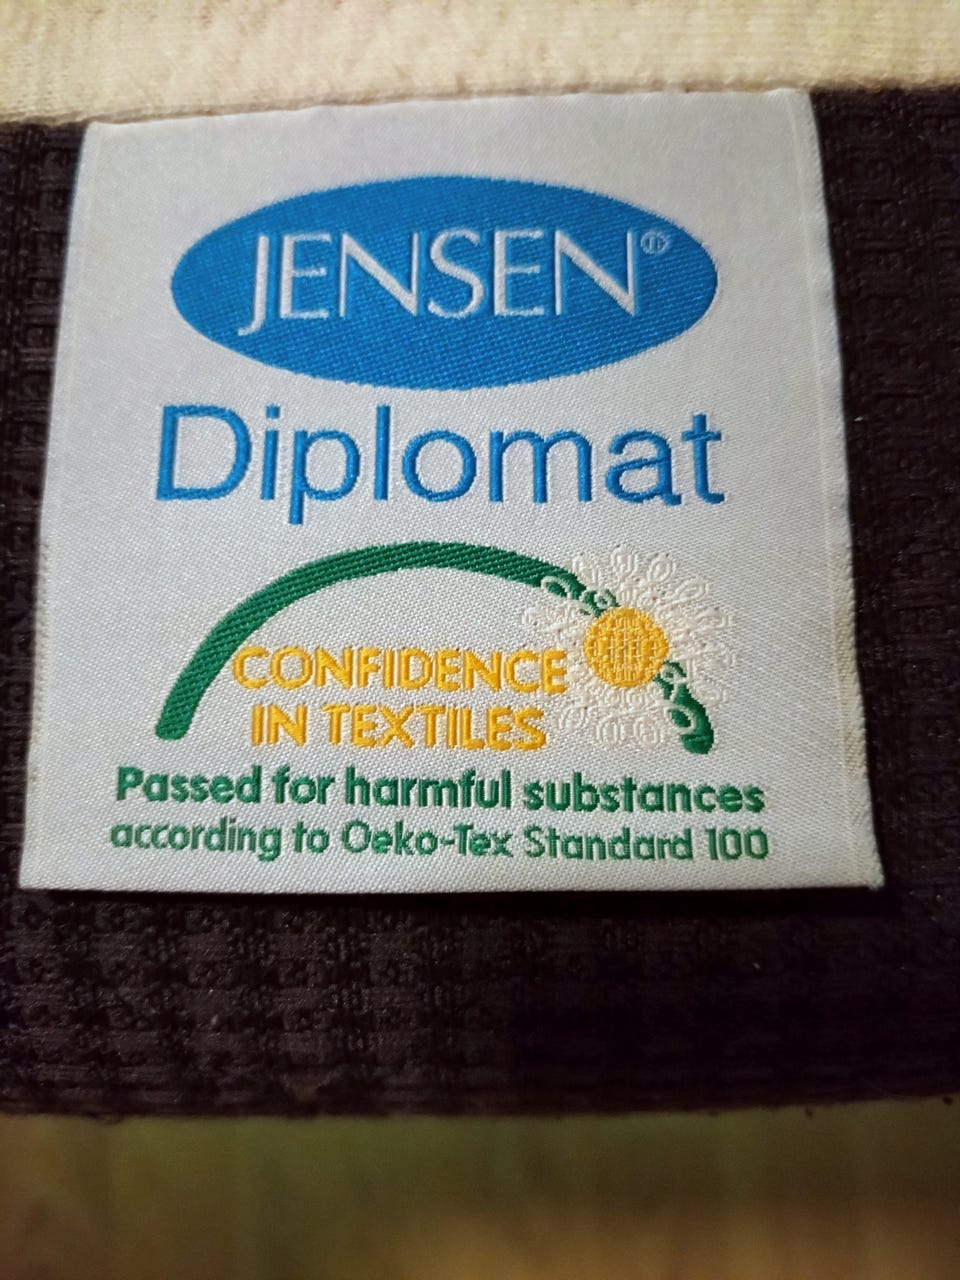 JENSEN®
Diplomat
CONFIDENCE
IN TEXTILES
Passed for harmful substances
according to Oeko-Tex Standard 100